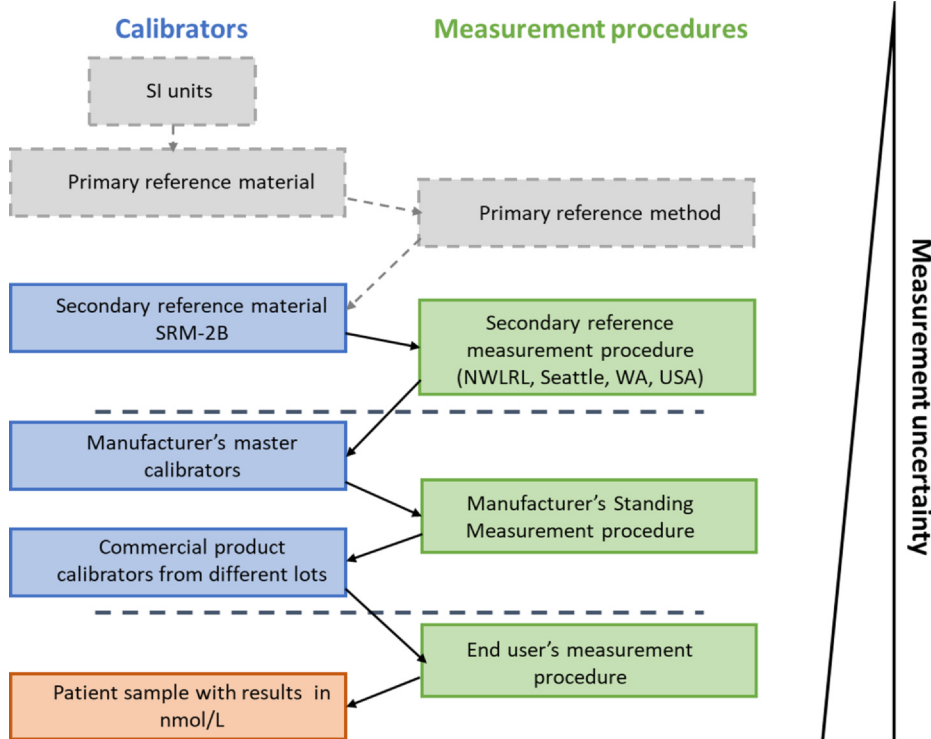 Calibrators
Measurement procedures
SI units
Primary reference material
Primary reference method
Secondary reference material
SRM-2B
Secondary reference
measurement procedure
(NWLRL, Seattle, WA, USA)
Manufacturer’s master
calibrators
Manufacturer’s Standing
Measurement procedure
Commercial product
calibrators from different lots
End user’s measurement
procedure
Patient sample with results in
nmol/L
Measurement uncertainty